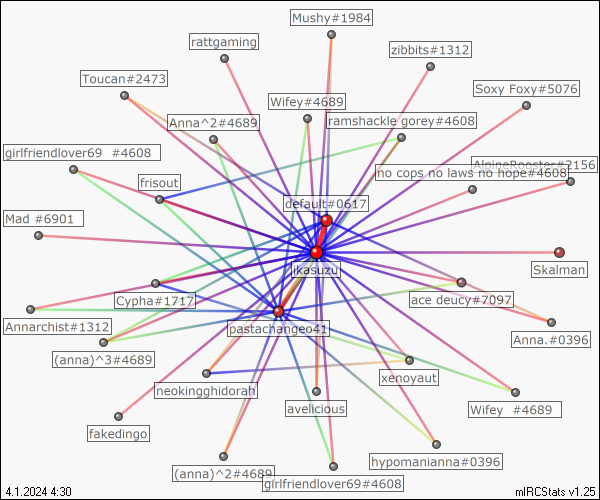 Mushy#1984
rattgaming
zibbits#1312
Toucan#2473
Soxy Foxy#5076
Wifey#4689
Anna^2#4689
ramshackle gorey#4608
girlfriendlover69 #4608
AlpineRooster#2156
no cops no laws no hope#4608
frisout
default#0617
Mad #6901
ikasuzu
Skalman
Cypha#1717
ace deucy#7097
Annarchist#1312
pastachangeo41
Anna.#0396
(anna)^3#4689
xenoyaut
neokingghidorah
avelicious
Wifey #4689
fakedingo
hypomanianna#0396
(anna)^2#4689
girlfriendlover69#4608
4.1.2024 4:30
mIRCStats v1.25